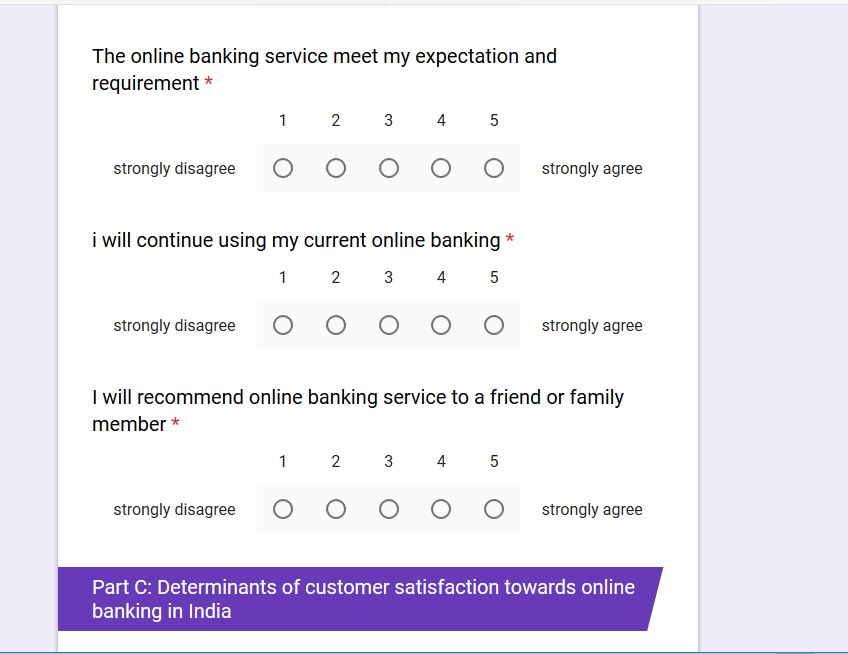 The online banking service meet my expectation and
requirement *
1 2 3 4 5
strongly disagree strongly agree
i will continue using my current online banking *
1 2 3 4 5
strongly disagree strongly agree
I will recommend online banking service to a friend or family
member *
1 2 3 4 5
strongly disagree strongly agree
Part C: Determinants of customer satisfaction towards online
banking in India